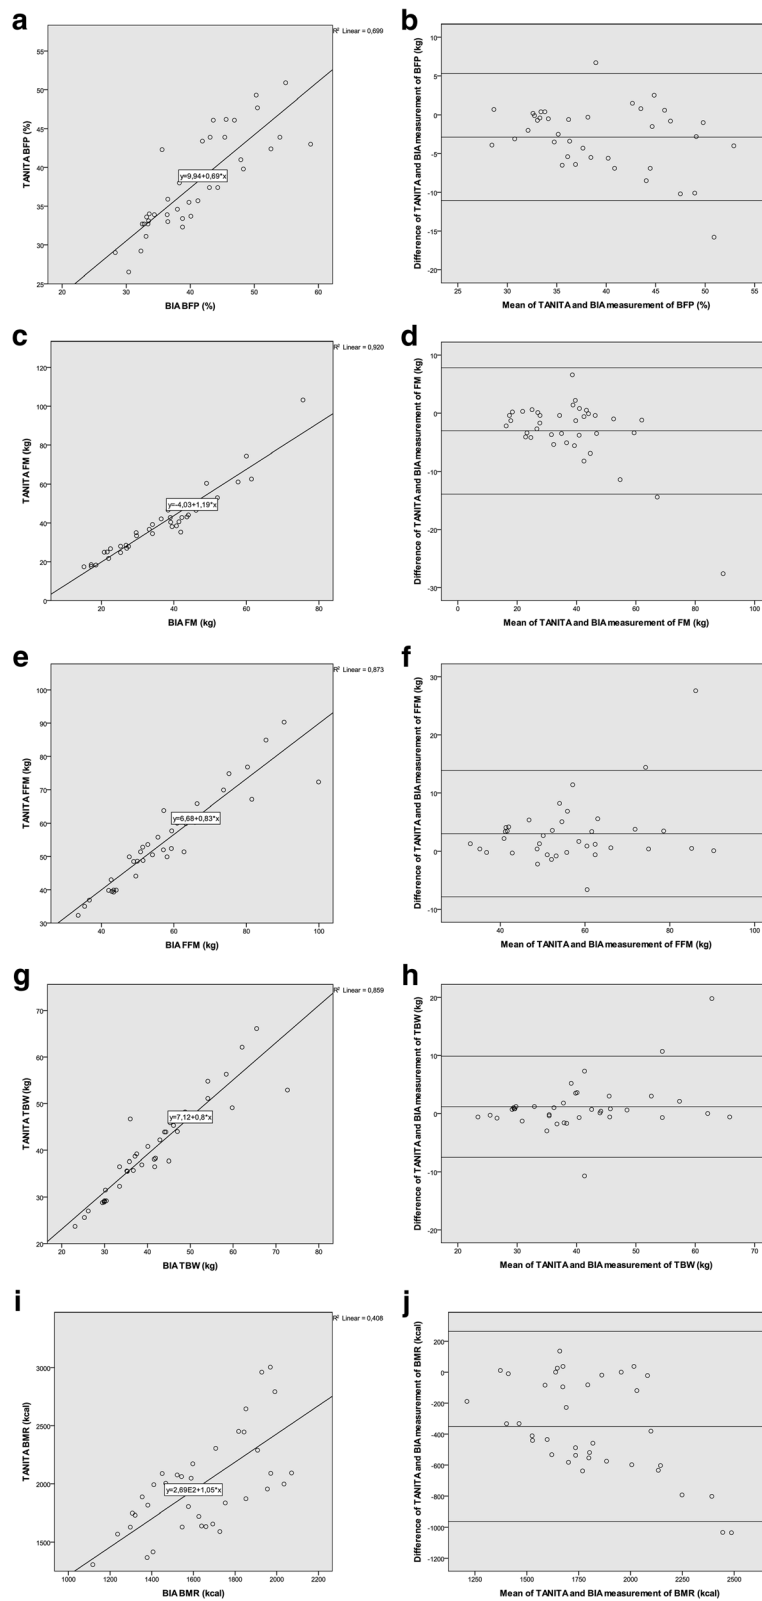 a
R² Linear = 0,699
TANITA BFP (%)
55
50
45
40
35
30
25
y=9,94+0,69*x
20 30 40 50 60
BIA BFP (%)
b
Difference of TANITA and BIA measurement of BFP (kg)
10
5
0
-5
-10
-15
-20
25 30 35 40 45 50 55
Mean of TANITA and BIA measurement of BFP (%)
c
R² Linear = 0,920
TANITA FM (kg)
120
100
80
60
40
20
0
y=-4,03+1,19*x
20 40 60 80
BIA FM (kg)
d
Difference of TANITA and BIA measurement of FM (kg)
10
0
-10
-20
-30
0 20 40 60 80 100
Mean of TANITA and BIA measurement of FM (kg)
e
R² Linear = 0,873
TANITA FFM (kg)
100
90
80
70
60
50
40
30
y=6,68+0,83*x
40 60 80 100
BIA FFM (kg)
f
Difference of TANITA and BIA measurement of FFM (kg)
30
20
10
0
-10
40 60 80 100
Mean of TANITA and BIA measurement of FFM (kg)
g
R² Linear = 0,859
TANITA TBW (kg)
70
60
50
40
30
20
y=7,12+0,8*x
20 30 40 50 60 70 80
BIA TBW (kg)
h
Difference of TANITA and BIA measurement of TBW (kg)
20
10
0
-10
-20
20 30 40 50 60 70
Mean of TANITA and BIA measurement of TBW (kg)
i
R² Linear = 0,408
TANITA BMR (kcal)
3000
2500
2000
1500
y=2,69E2+1,05*x
1000 1200 1400 1600 1800 2000 2200
BIA BMR (kcal)
j
Difference of TANITA and BIA measurement of BMR (kcal)
200
0
-200
-400
-600
-800
-1000
-1200
1250 1500 1750 2000 2250 2500
Mean of TANITA and BIA measurement of BMR (kcal)